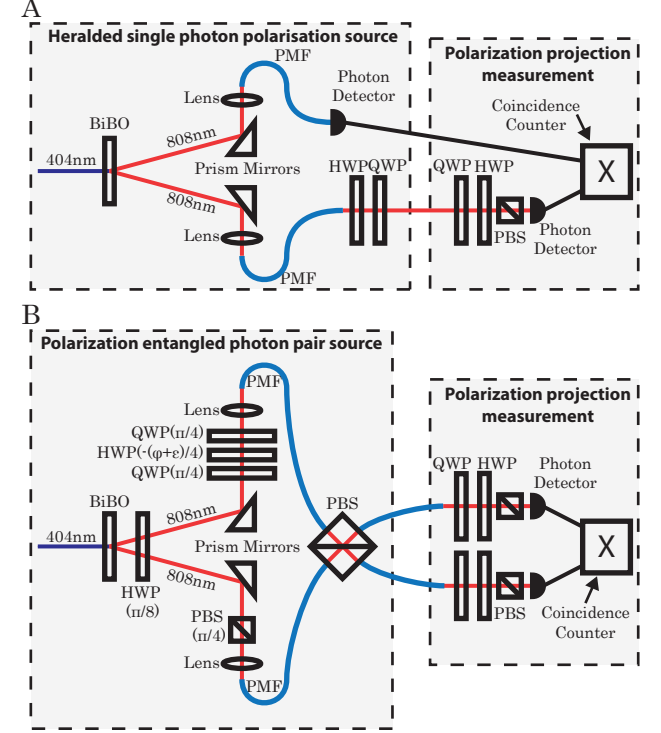 A
Heralded single photon polarisation source
PMF
Photon
Detector
Lens
BiBO
808nm
404nm
Prism Mirrors
808nm
HWP QWP
Lens
PMF
Polarization projection
measurement
Coincidence
Counter
X
QWP HWP
PBS
Photon
Detector
B
Polarization entangled photon pair source
PMF
Lens
QWP(π/4)
HWP(-(φ+ε)/4)
QWP(π/4)
BiBO
808nm
PBS
404nm
Prism Mirrors
808nm
HWP
(π/8)
PBS
(π/4)
Lens
PMF
Polarization projection
measurement
QWP HWP
Photon
Detector
X
PBS
Coincidence
Counter